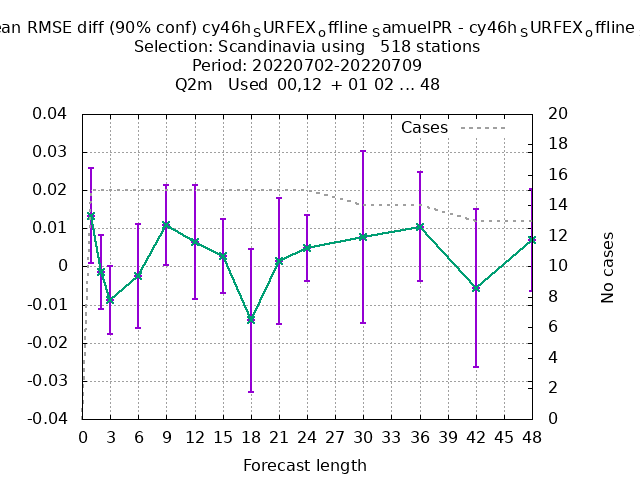 ean RMSE diff (90% conf) cy46hSURFEXoffline SamuelPR - cy46hSURFEXoffline
Selection: Scandinavia using 518 stations
Period: 20220702-20220709
Q2m Used 00,12 + 01 02 ... 48
Cases
0.04
0.03
0.02
0.01
0
-0.01
-0.02
-0.03
-0.04
20
18
16
14
12
10
8
6
4
2
0
No cases
0 3 6 9 12 15 18 21 24 27 30 33 36 39 42 45 48
Forecast length